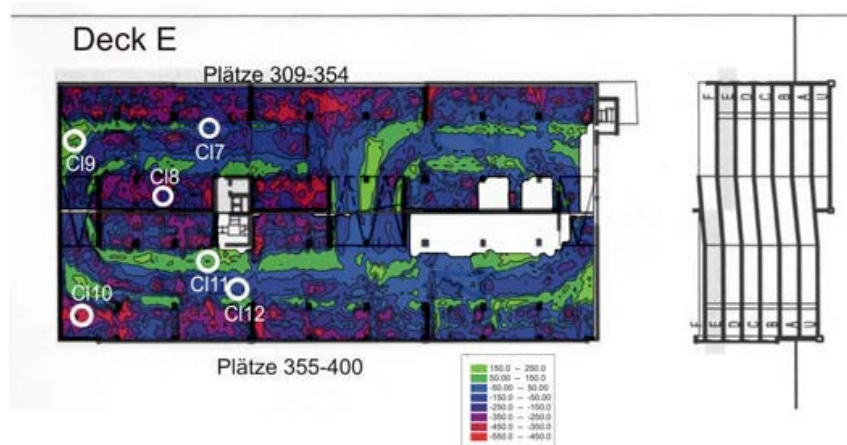 Deck E
Plätze 309-354
Cl9
Cl7
Cl8
Cl11
Cl10
Cl12
Plätze 355-400
150.0 – 250.0
50.00 – 150.0
-50.00 – 50.00
-150.0 – -50.00
-250.0 – -150.0
-350.0 – -250.0
-450.0 – -350.0
-550.0 – -450.0
F E D C B A U
F E D C B A U